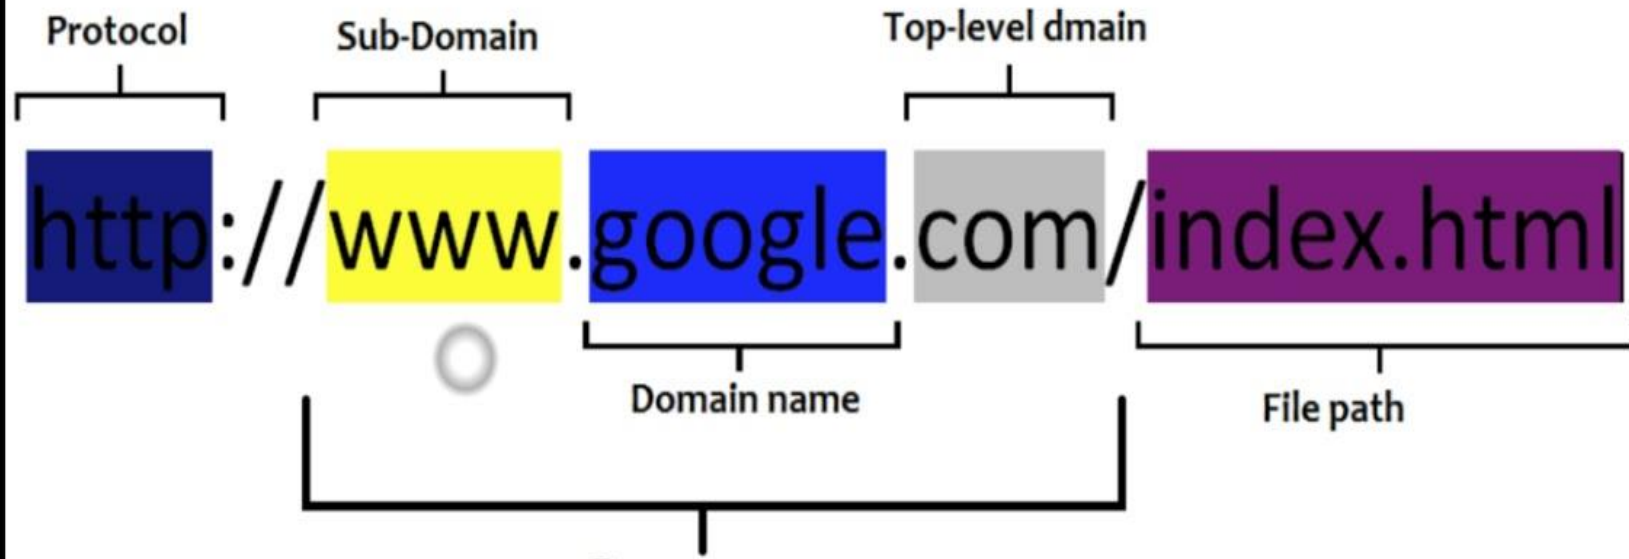 Protocol
Sub-Domain
Top-level dmain
http://www.google.com/index.html
Domain name
File path